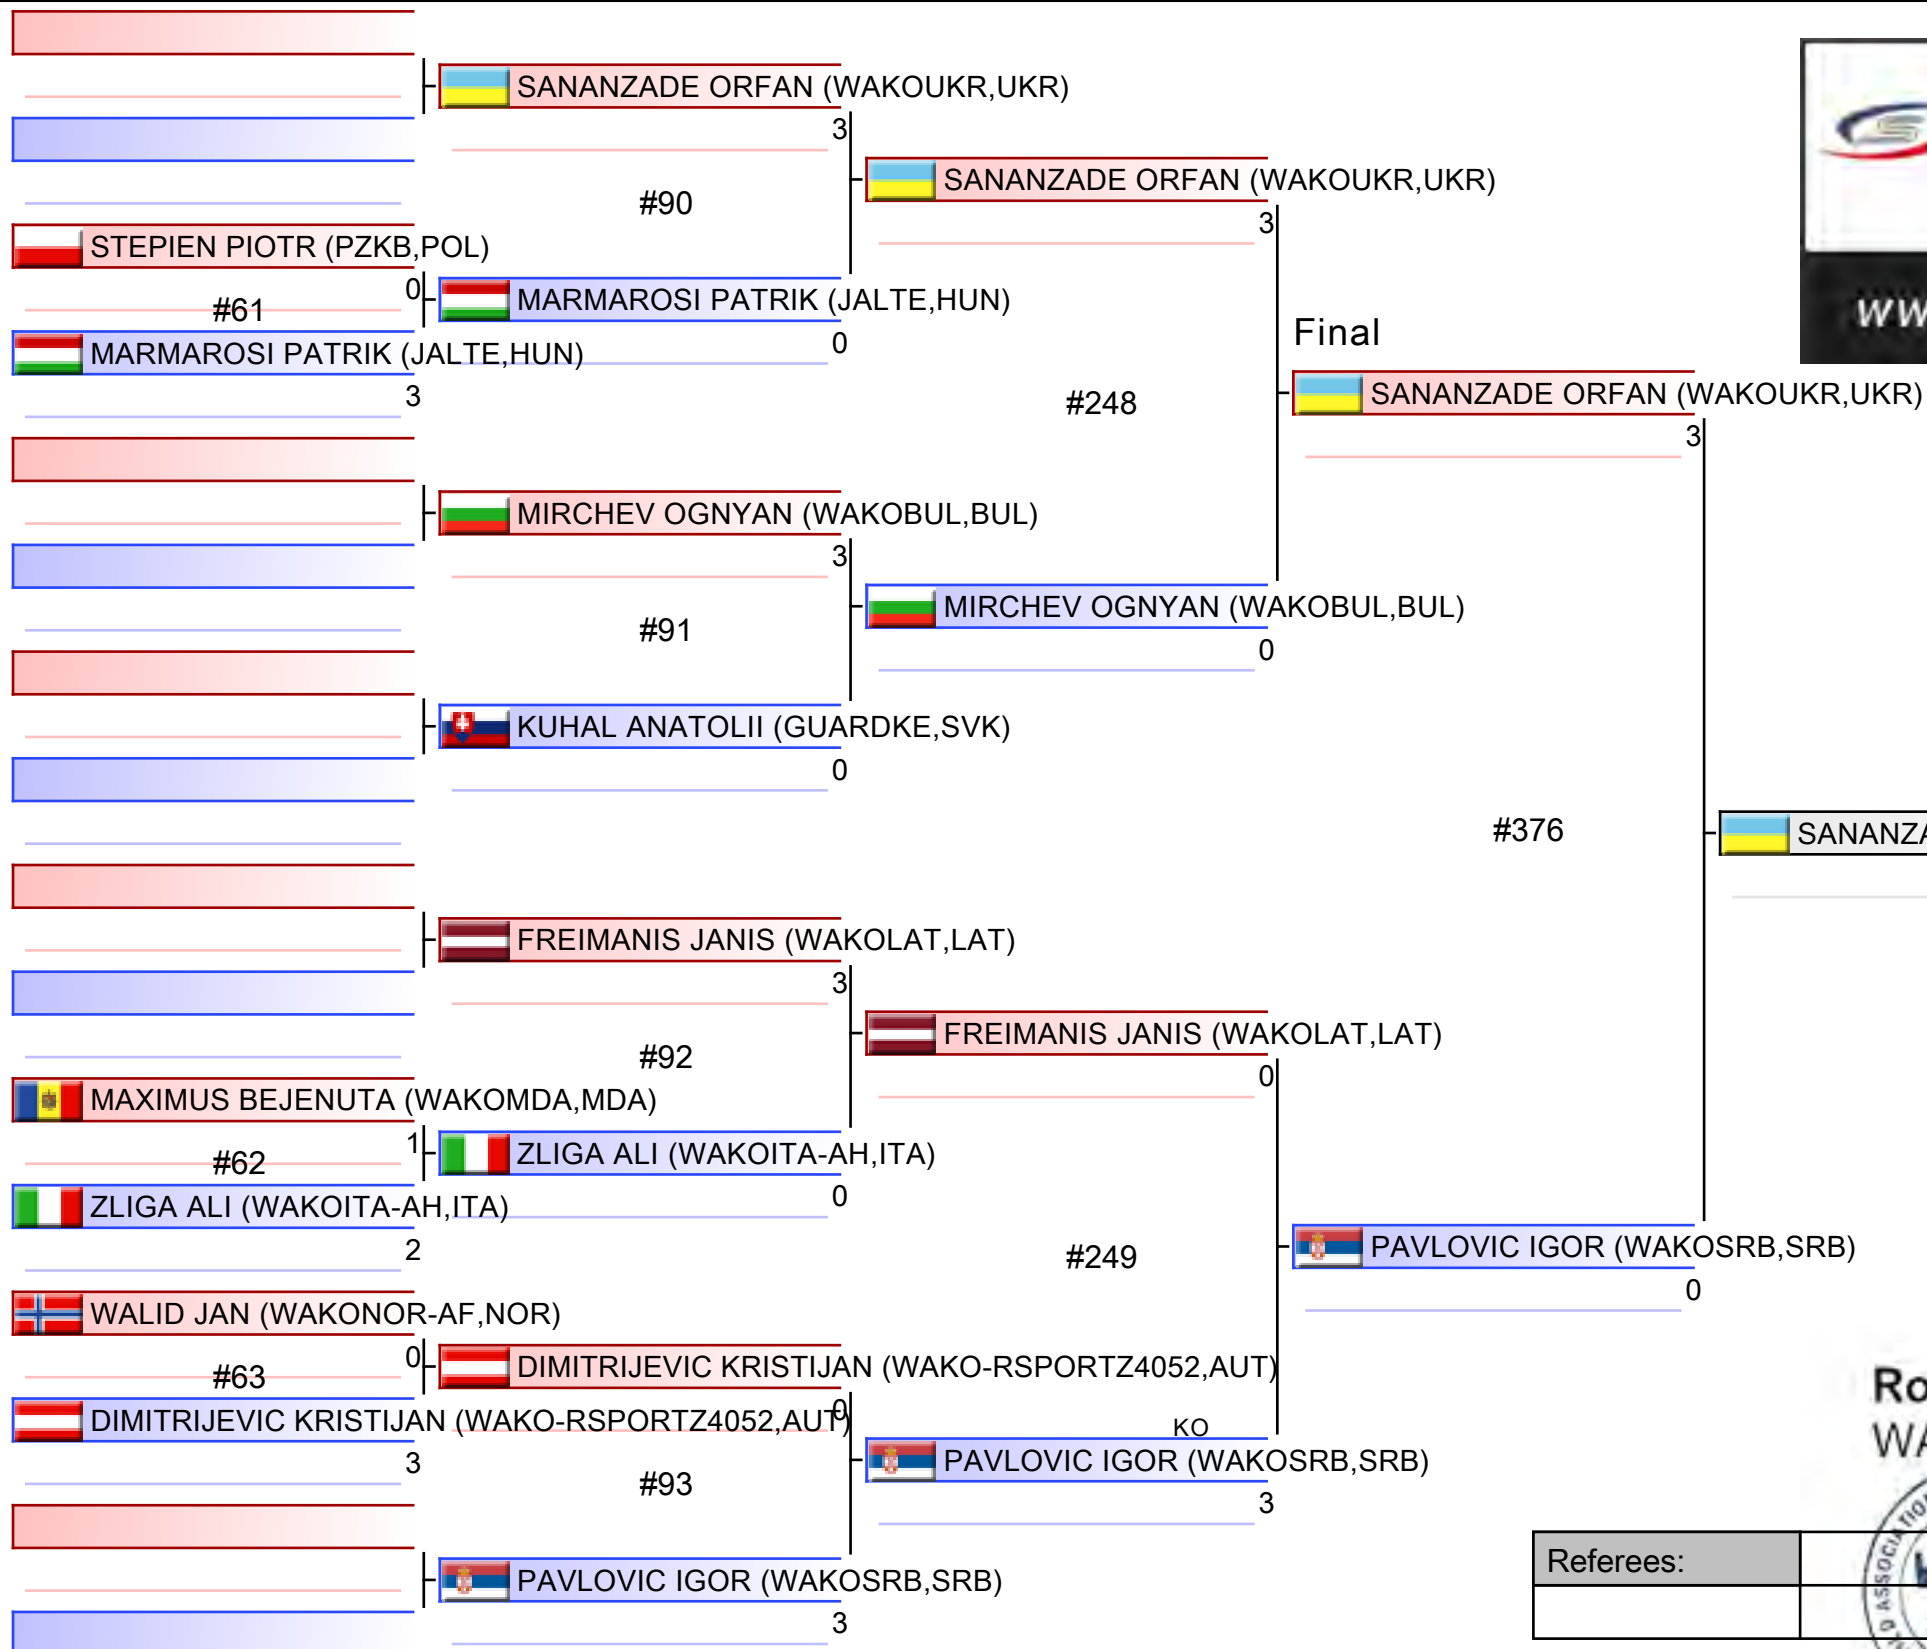 SANANZADE ORFAN (WAKOUKR,UKR)
3
#90
STEPIEN PIOTR (PZKB,POL)
0
#61
MARMAROSI PATRIK (JALTE,HUN)
3
MARMAROSI PATRIK (JALTE,HUN)
0
SANANZADE ORFAN (WAKOUKR,UKR)
3
#248
MIRCHEV OGNYAN (WAKOBUL,BUL)
3
#91
KUHAL ANATOLII (GUARDKE,SVK)
0
MIRCHEV OGNYAN (WAKOBUL,BUL)
0
Final
SANANZADE ORFAN (WAKOUKR,UKR)
3
#376
FREIMANIS JANIS (WAKOLAT,LAT)
3
#92
MAXIMUS BEJENUTA (WAKOMDA,MDA)
1
#62
ZLIGA ALI (WAKOITA-AH,ITA)
2
ZLIGA ALI (WAKOITA-AH,ITA)
0
FREIMANIS JANIS (WAKOLAT,LAT)
0
#249
WALID JAN (WAKONOR-AF,NOR)
0
#63
DIMITRIJEVIC KRISTIJAN (WAKO-RSPORTZ4052,AUT)
3
DIMITRIJEVIC KRISTIJAN (WAKO-RSPORTZ4052,AUT)
0
#93
PAVLOVIC IGOR (WAKOSRB,SRB)
3
KO
PAVLOVIC IGOR (WAKOSRB,SRB)
3
PAVLOVIC IGOR (WAKOSRB,SRB)
0
Referees: